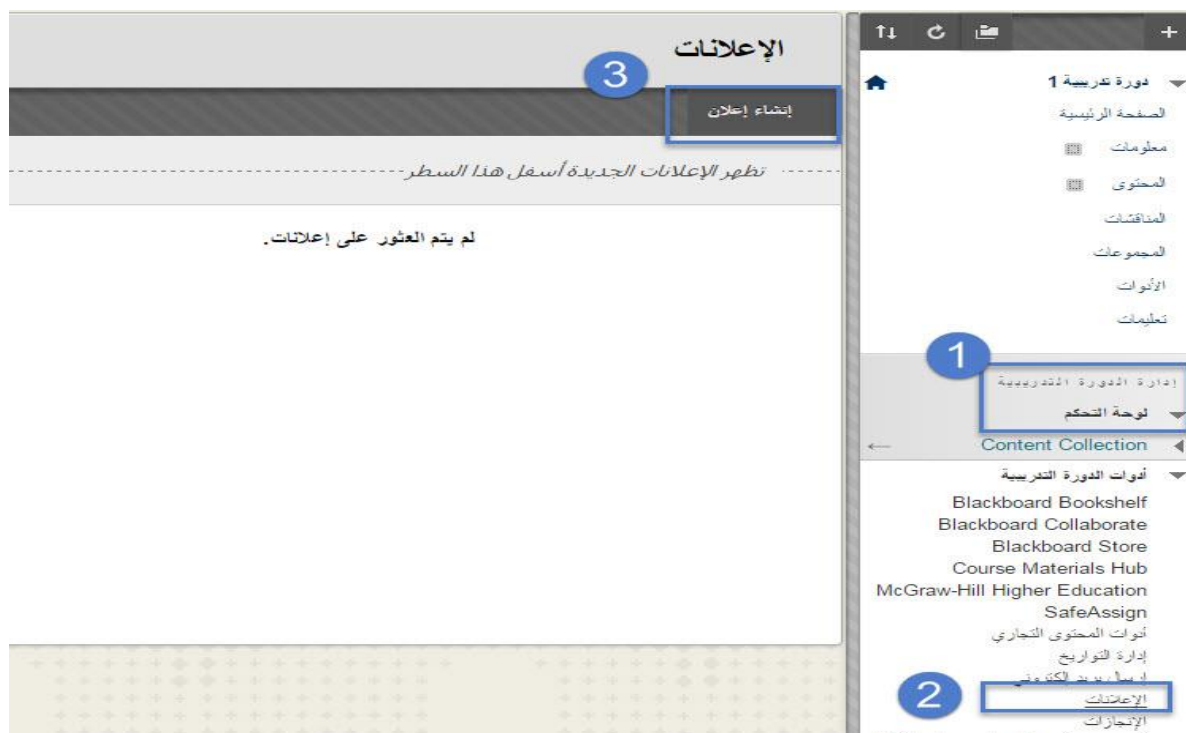 دورة تدريبية 1
الصفحة الرئيسية
معلومات
المحتوى
المناقشات
المجموعات
الأدوات
تعليمات
1
إدارة الدورة التدريبية
لوحة التحكم
Content Collection
أدوات الدورة التدريبية
Blackboard Bookshelf
Blackboard Collaborate
Blackboard Store
Course Materials Hub
McGraw-Hill Higher Education
SafeAssign
أدوات المحتوى التجاري
إدارة التواريخ
إرسال بريد إلكتروني
2
الإعلانات
الإنجازات
الإعلانات
3
إنشاء إعلان
تظهر الإعلانات الجديدة أسفل هذا السطر
لم يتم العثور على إعلانات.